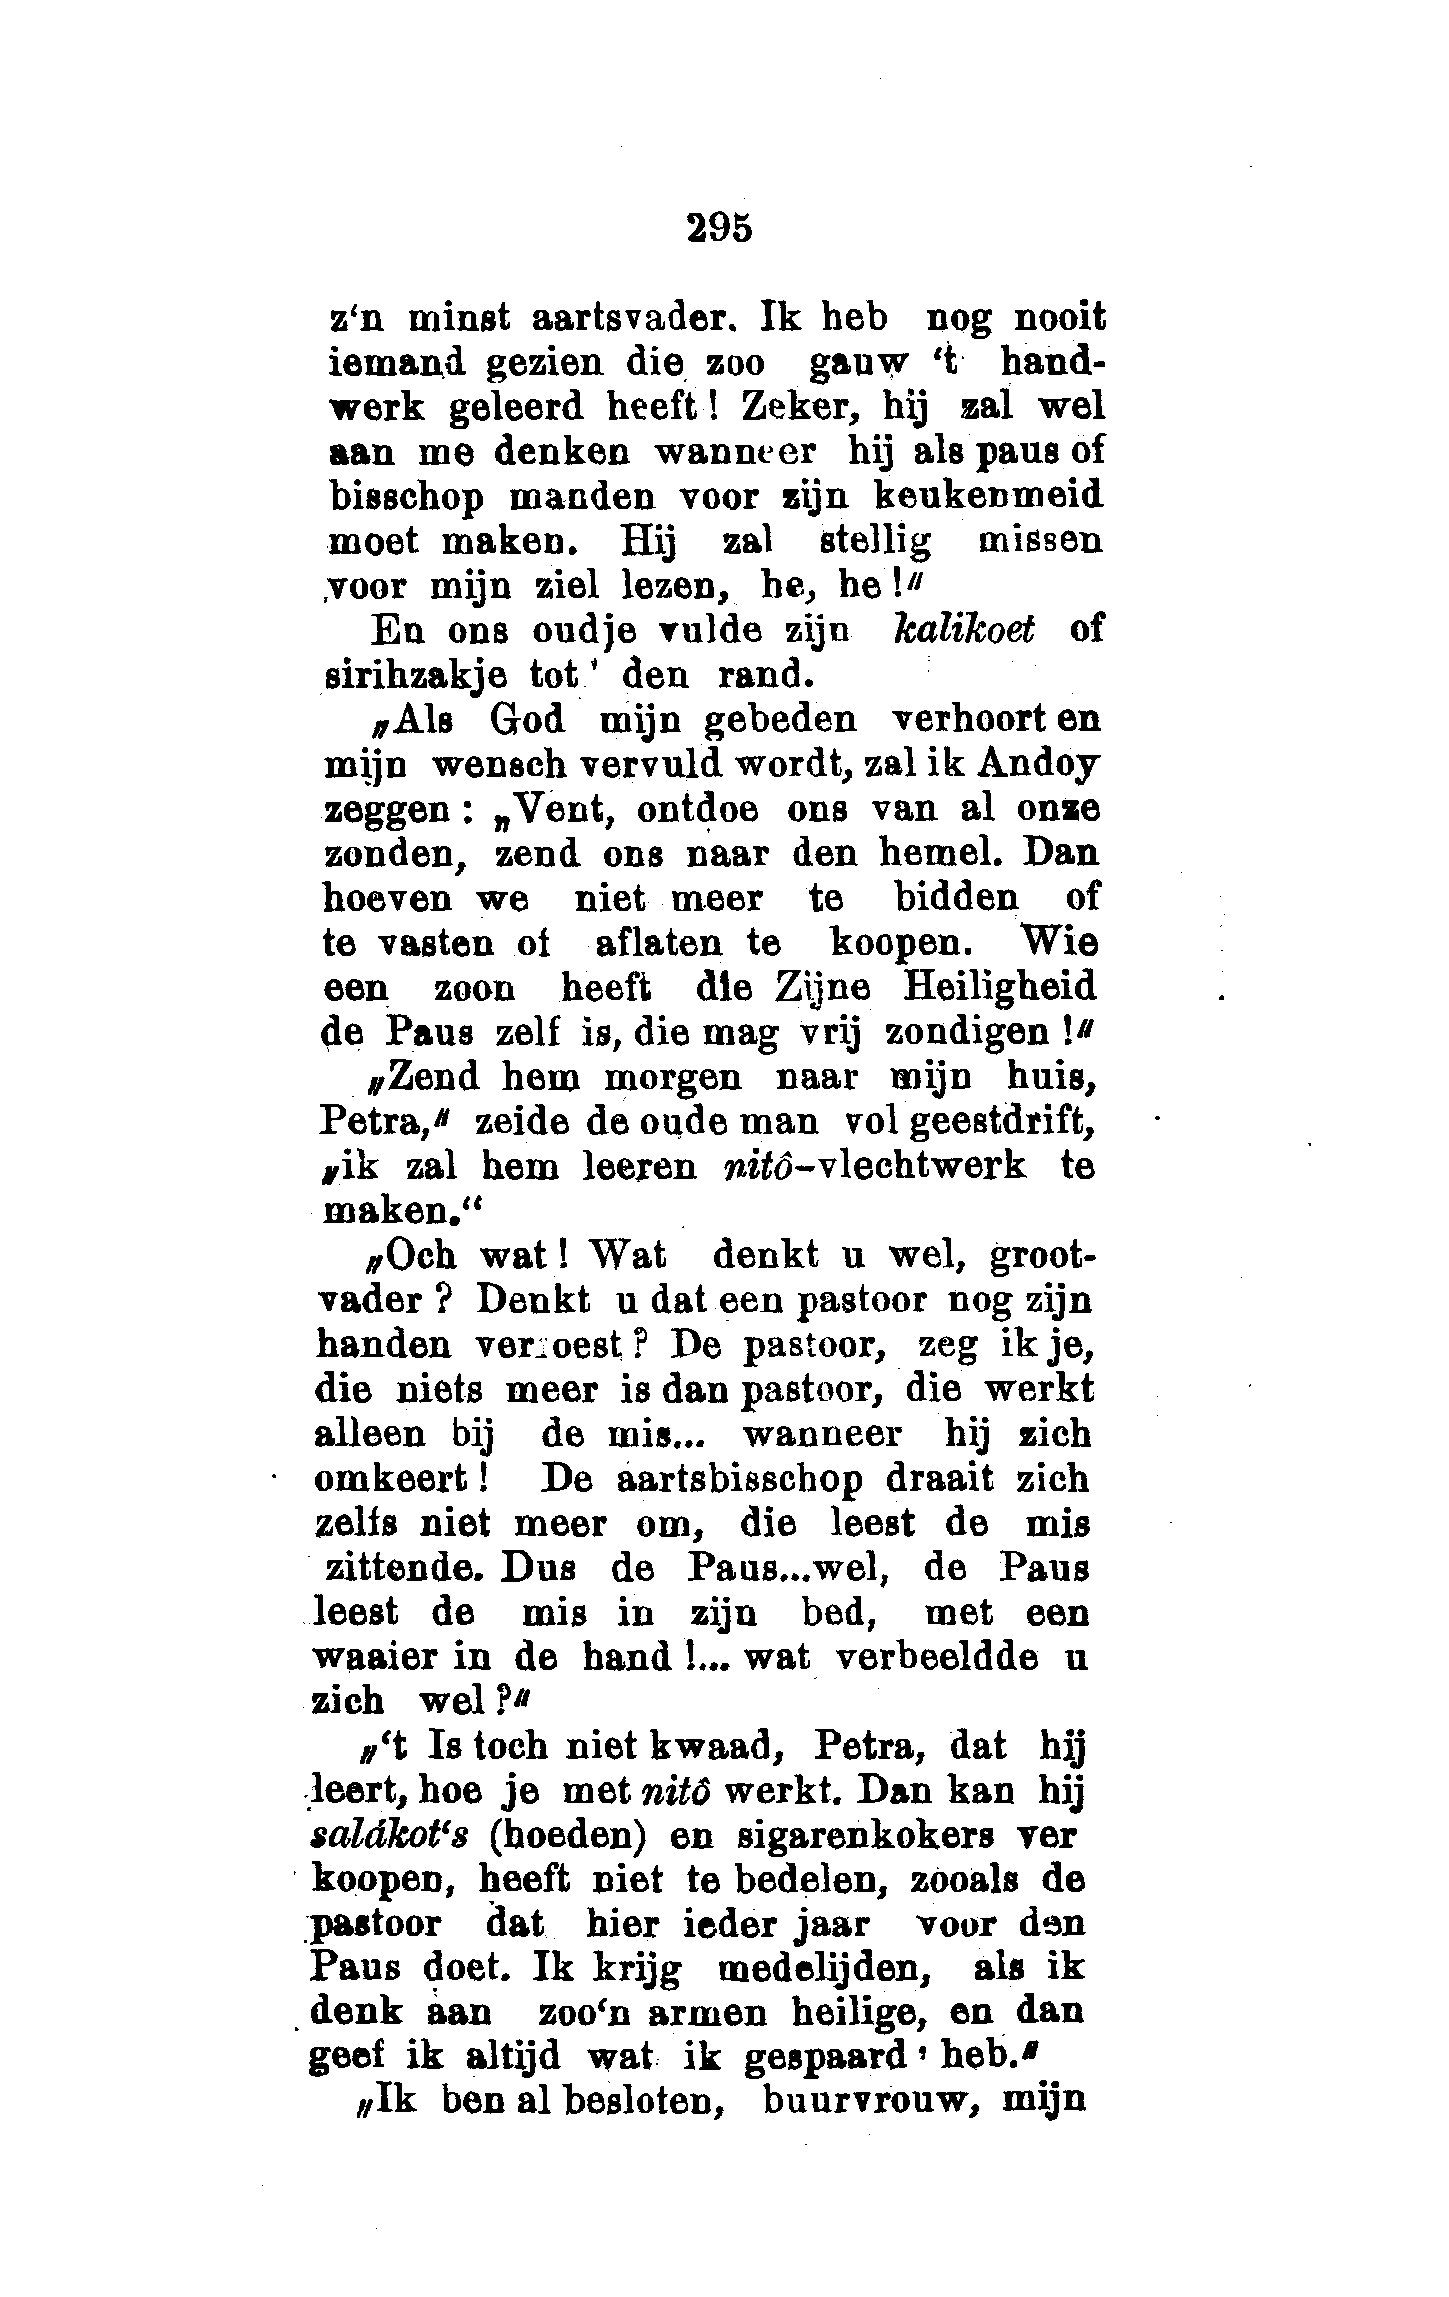 295
z‘n minst aartsvader. Ik heb nog nooit
iemand gezien die zoo gauw ‘t hand-
werk geleerd heeft! Zeker, hij zal wel
aan me denken wanneer hij als paus of
bisschop manden voor zijn keukenmeid
moet maken. Hij zal stellig missen
voor mijn ziel lezen, he, he!"
En ons oudje vulde zijn kalikoet of
sirihzakje tot' den rand.
„Als God mijn gebeden verhoort en
mijn wensch vervuld wordt, zal ik Andoy
zeggen: „Vent, ontdoe ons van al onze
zonden, zend ons naar den hemel. Dan
hoeven we niet meer te bidden of
te vasten of aflaten te koopen. Wie
een zoon heeft die Zijne Heiligheid
de Paus zelf is, die mag vrij zondigen!"
„Zend hem morgen naar mijn huis,
Petra," zeide de oude man vol geestdrift,
„ik zal hem leeren nitô-vlechtwerk te
maken.“
„Och wat! Wat denkt u wel, groot-
vader? Denkt u dat een pastoor nog zijn
handen verroest? De pastoor, zeg ik je,
die niets meer is dan pastoor, die werkt
alleen bij de mis... wanneer hij zich
omkeert! De aartsbisschop draait zich
zelfs niet meer om, die leest de mis
zittende. Dus de Paus...wel, de Paus
leest de mis in zijn bed, met een
waaier in de hand!... wat verbeeldde u
zich wel?"
„‘t Is toch niet kwaad, Petra, dat hij
leert, hoe je met nitô werkt. Dan kan hij
salákot‘s (hoeden) en sigarenkokers ver
koopen, heeft niet te bedelen, zooals de
pastoor dat hier ieder jaar voor den
Paus doet. Ik krijg medelijden, als ik
denk aan zoo‘n armen heilige, en dan
geef ik altijd wat ik gespaard' heb."
„Ik ben al besloten, buurvrouw, mijn